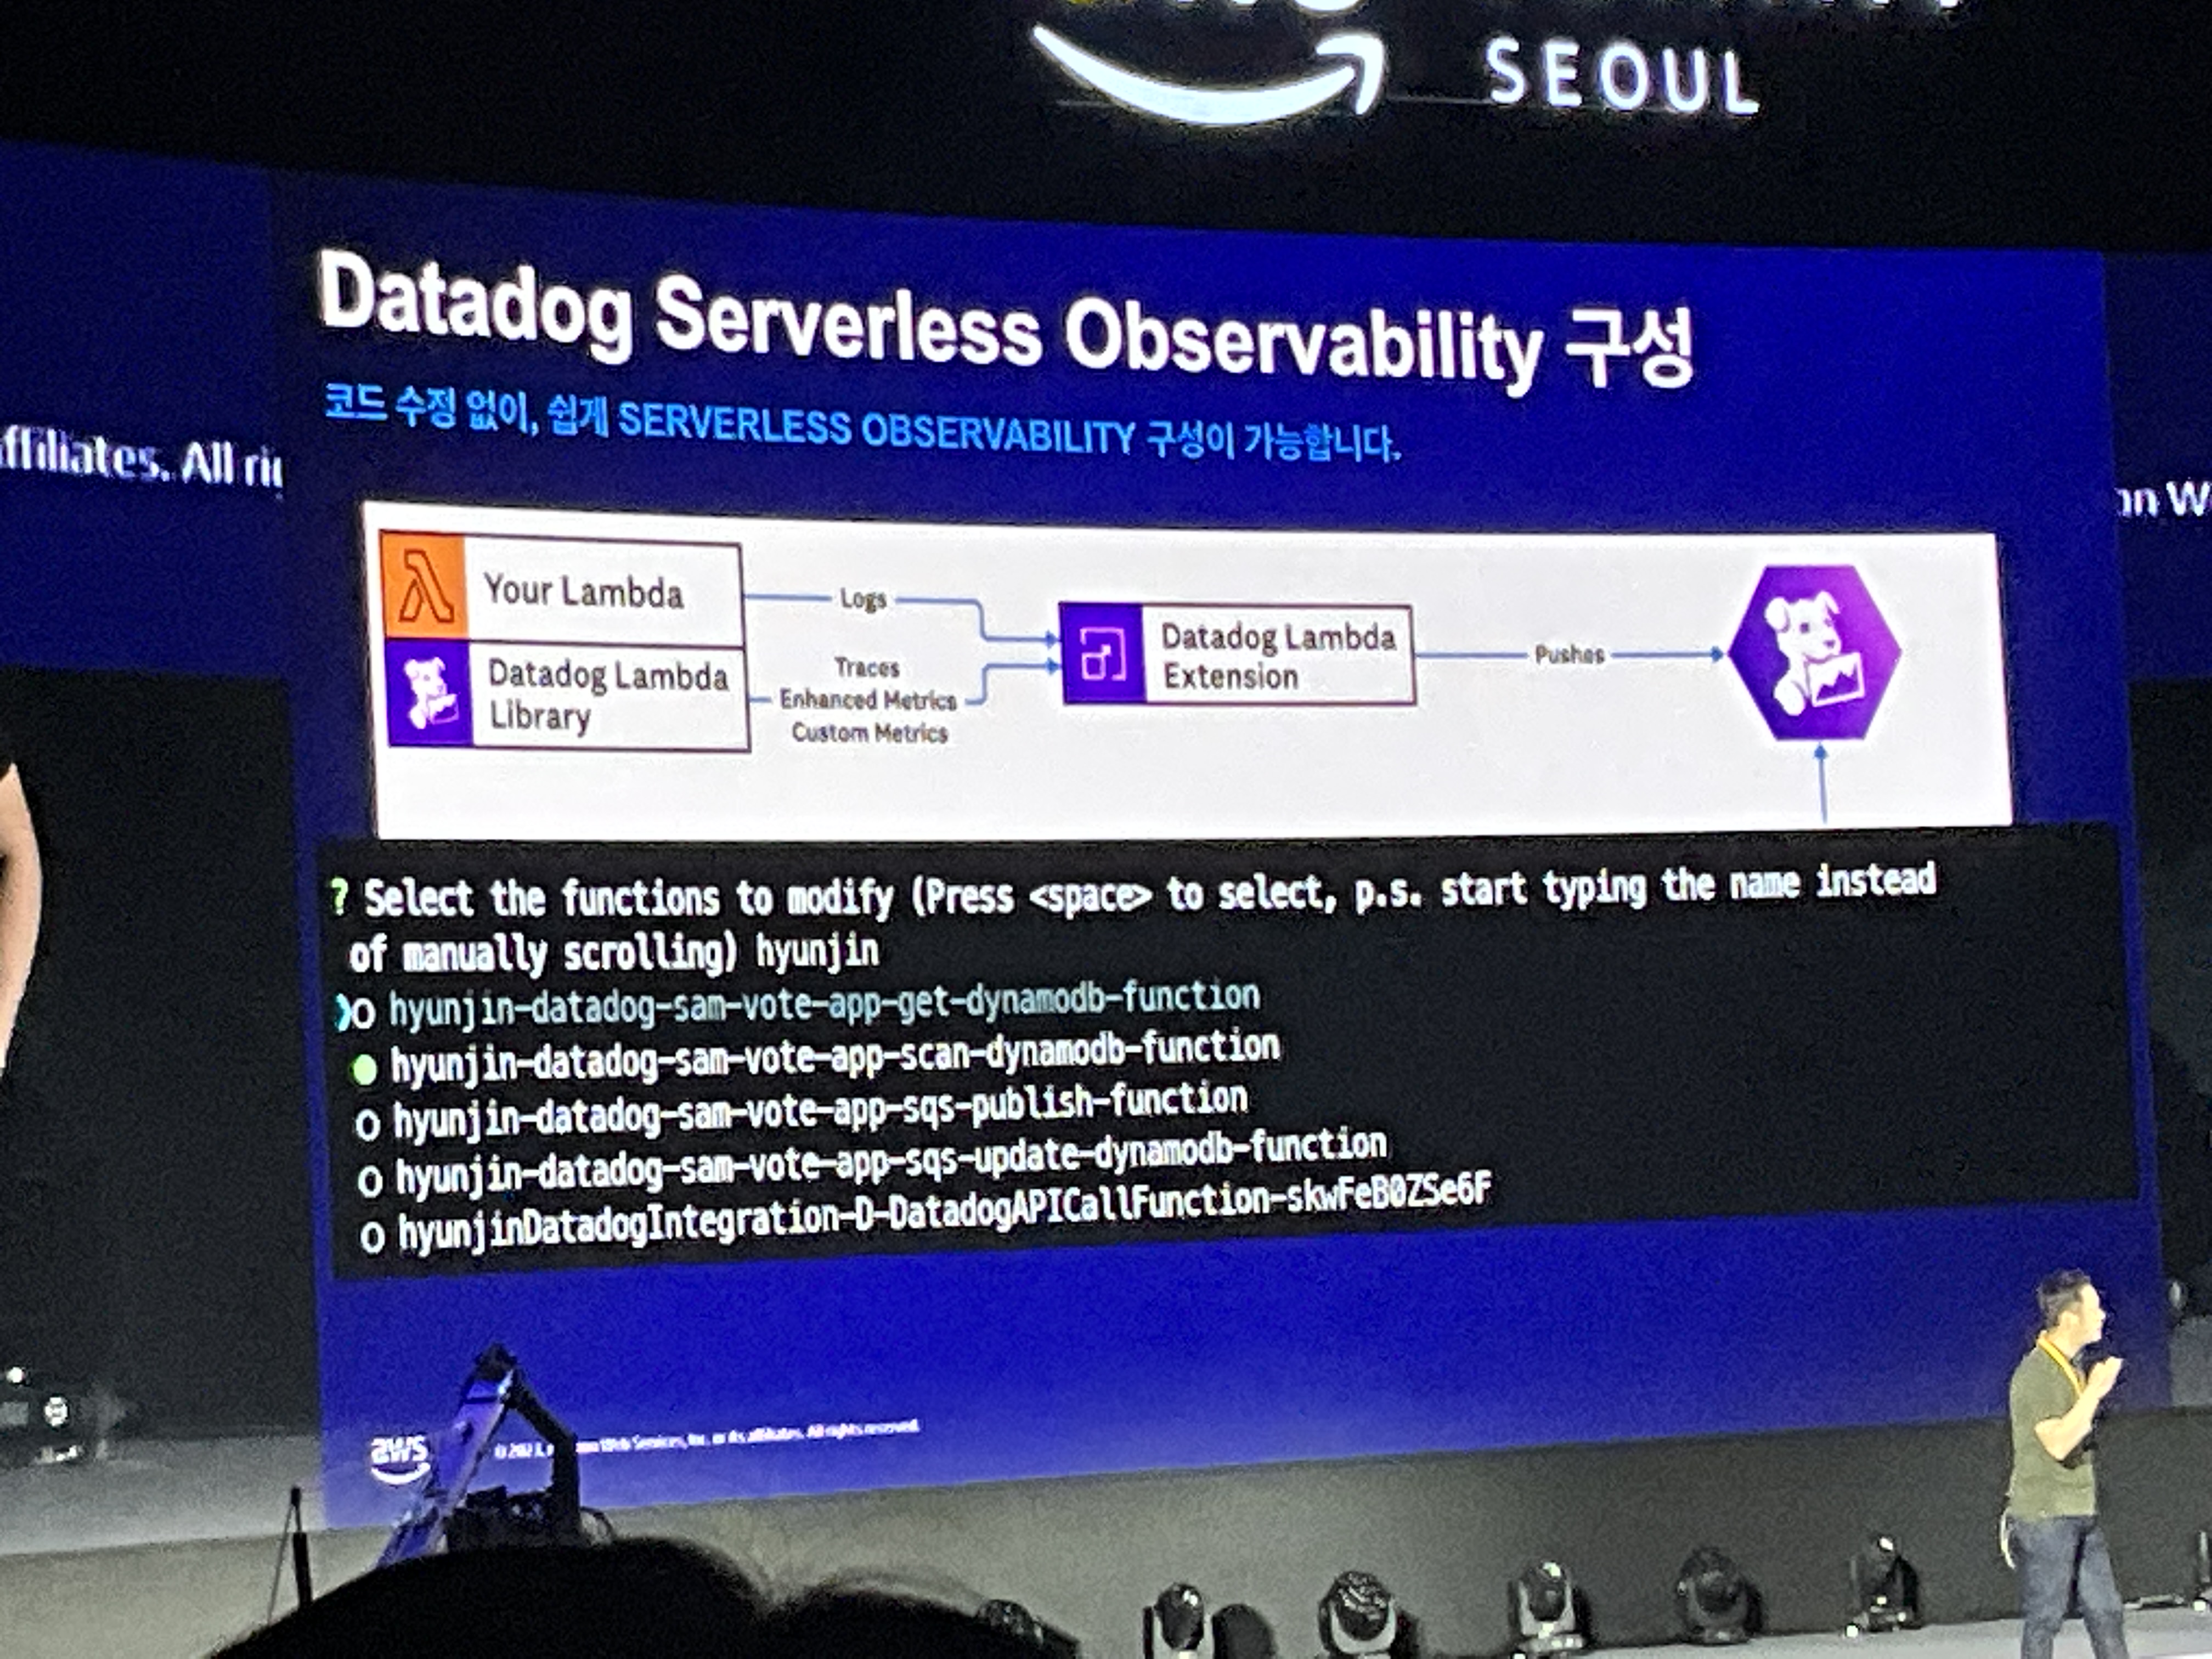 SEOUL
Datadog Serverless Observability 구성
코드 수정 없이, 쉽게 SERVERLESS OBSERVABILITY 구성이 가능합니다.
ffiliates. All rig
on W
Your Lambda
Logs
Datadog Lambda
Library
Traces
Enhanced Metrics
Custom Metrics
Datadog Lambda
Extension
Pushes
? Select the functions to modify (Press <space> to select, p.s. start typing the name instead
of manually scrolling) hyunjin
❯○ hyunjin-datadog-sam-vote-app-get-dynamodb-function
● hyunjin-datadog-sam-vote-app-scan-dynamodb-function
○ hyunjin-datadog-sam-vote-app-sqs-publish-function
○ hyunjin-datadog-sam-vote-app-sqs-update-dynamodb-function
○ hyunjinDatadogIntegration-D-DatadogAPICallFunction-skwFeB0ZSe6F
aws
Web Services, Inc. or its affiliates. All rights reserved.